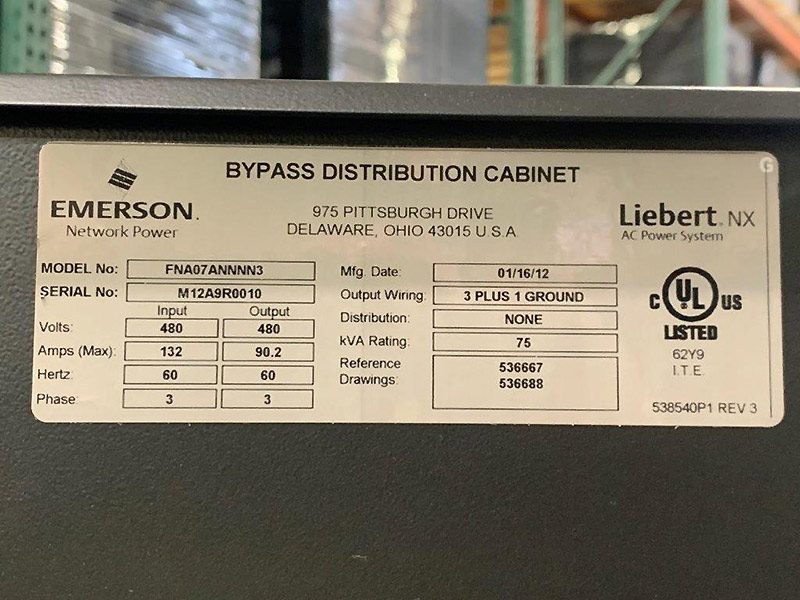 G
BYPASS DISTRIBUTION CABINET
EMERSON.
Network Power
975 PITTSBURGH DRIVE
DELAWARE, OHIO 43015 U.S.A.
Liebert. NX
AC Power System
MODEL No: FNA07ANNNN3
SERIAL No: M12A9R0010
Input Output
Volts: 480 480
Amps (Max): 132 90.2
Hertz: 60 60
Phase: 3 3
Mfg. Date: 01/16/12
Output Wiring: 3 PLUS 1 GROUND
Distribution: NONE
kVA Rating: 75
Reference Drawings: 536667
536688
C UL US
LISTED
62Y9
I.T.E.
538540P1 REV 3